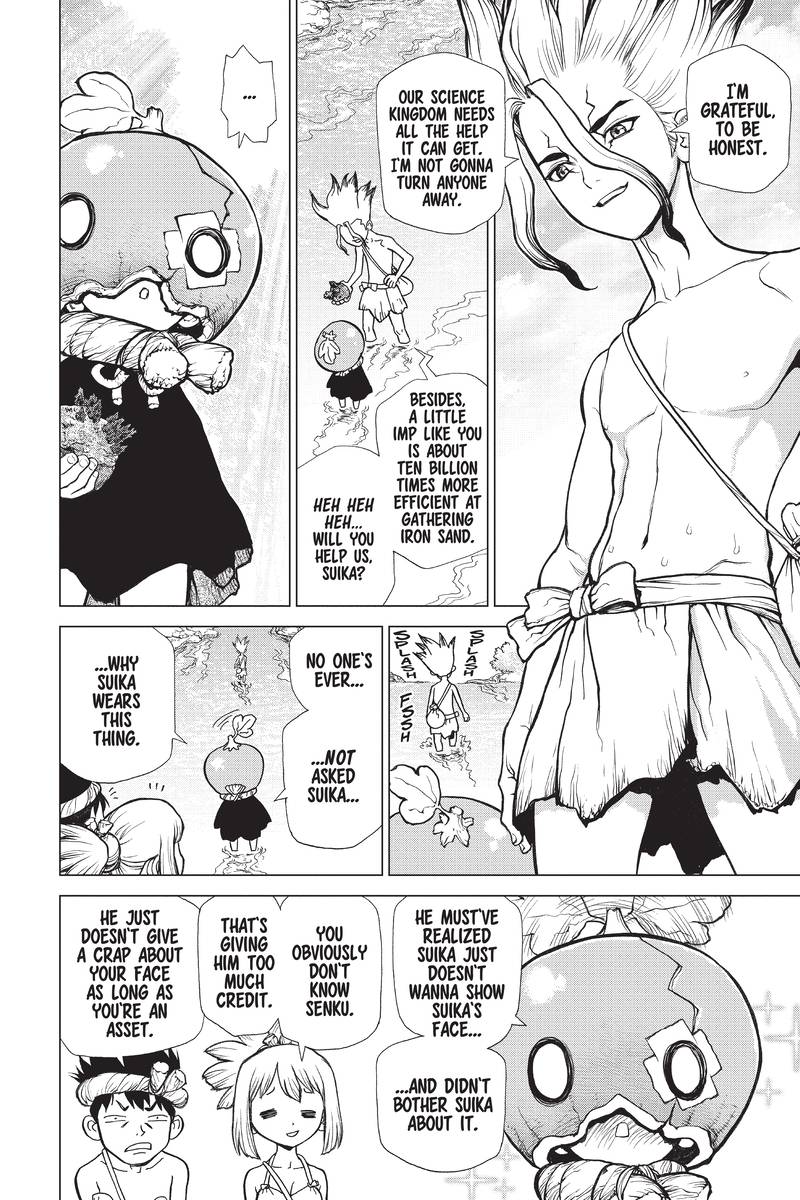 I'M
GRATEFUL,
TO BE
HONEST.
OUR SCIENCE
KINGDOM NEEDS
ALL THE HELP
IT CAN GET.
I'M NOT GONNA
TURN ANYONE
AWAY.
BESIDES,
A LITTLE
IMP LIKE YOU
IS ABOUT
TEN BILLION
TIMES MORE
EFFICIENT AT
GATHERING
IRON SAND.
HEH HEH
HEH...
WILL YOU
HELP US,
SUIKA?
...
SPLASH
SPLASH
FSSH
NO ONE'S
EVER...
...NOT
ASKED
SUIKA...
...WHY
SUIKA
WEARS
THIS
THING.
HE MUST'VE
REALIZED
SUIKA JUST
DOESN'T
WANNA SHOW
SUIKA'S
FACE...
...AND DIDN'T
BOTHER SUIKA
ABOUT IT.
YOU
OBVIOUSLY
DON'T
KNOW
SENKU.
THAT'S
GIVING
HIM TOO
MUCH
CREDIT.
HE JUST
DOESN'T GIVE
A CRAP ABOUT
YOUR FACE
AS LONG AS
YOU'RE AN
ASSET.